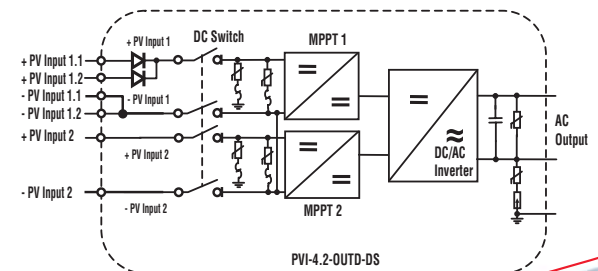 DC Switch
MPPT 1
+ PV Input 1
+ PV Input 1.1
+ PV Input 1.2
- PV Input 1.1
- PV Input 1
- PV Input 1.2
+ PV Input 2
+ PV Input 2
- PV Input 2
- PV Input 2
MPPT 2
DC/AC
Inverter
AC
Output
PVI-4.2-OUTD-DS